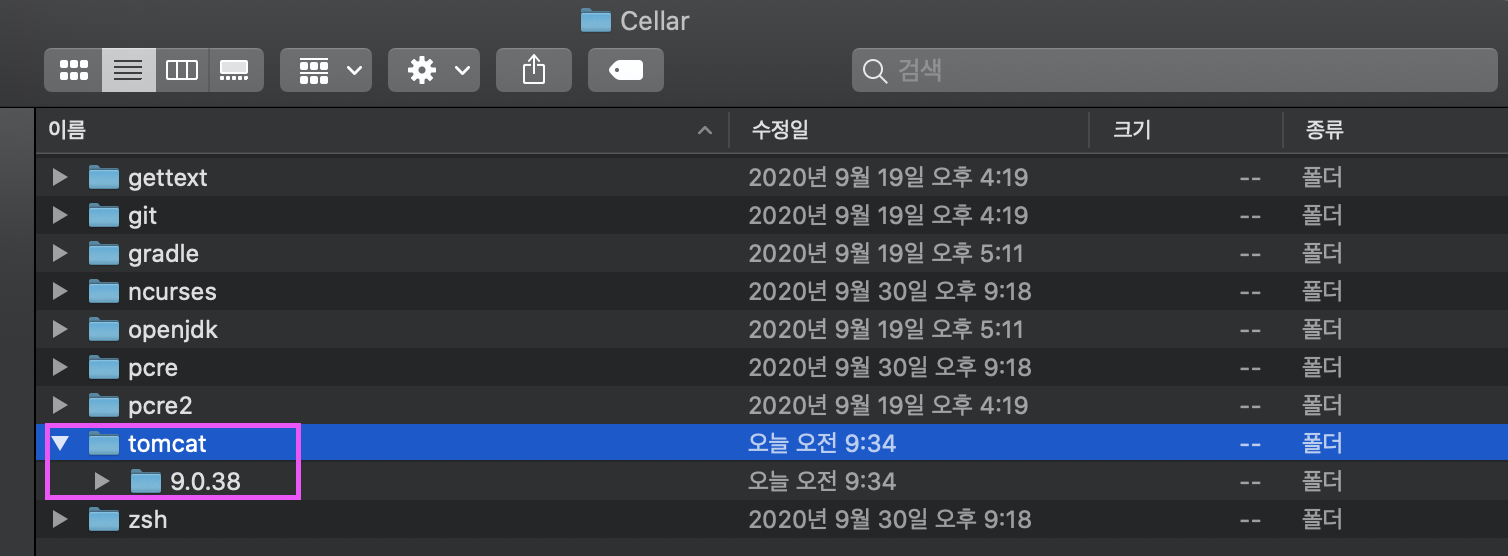 Cellar
검색
이름 수정일 크기 종류
gettext 2020년 9월 19일 오후 4:19 -- 폴더
git 2020년 9월 19일 오후 4:19 -- 폴더
gradle 2020년 9월 19일 오후 5:11 -- 폴더
ncurses 2020년 9월 30일 오후 9:18 -- 폴더
openjdk 2020년 9월 19일 오후 5:11 -- 폴더
pcre 2020년 9월 30일 오후 9:18 -- 폴더
pcre2 2020년 9월 19일 오후 4:19 -- 폴더
tomcat 오늘 오전 9:34 -- 폴더
9.0.38 오늘 오전 9:34 -- 폴더
zsh 2020년 9월 30일 오후 9:18 -- 폴더